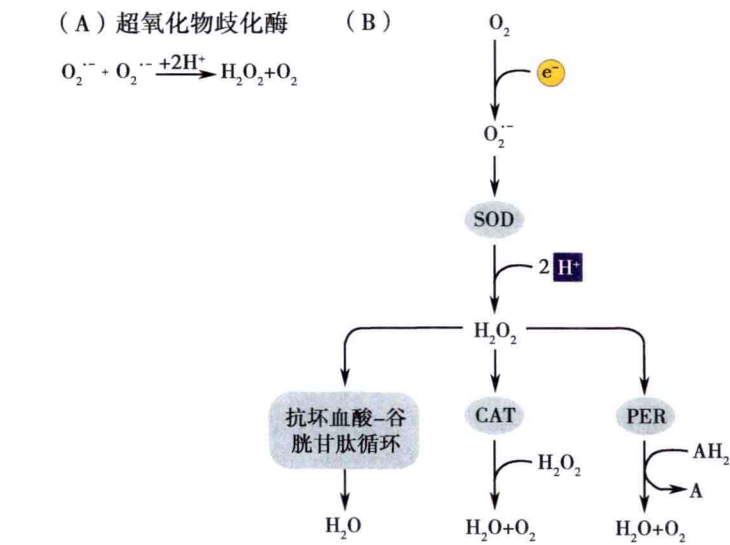 （A）超氧化物歧化酶
O₂·⁻ + O₂·⁻ +2H⁺ H₂O₂+O₂
（B）
O₂
e⁻
O₂·⁻
SOD
2 H⁺
H₂O₂
抗坏血酸–谷
胱甘肽循环
H₂O
CAT
H₂O₂
H₂O+O₂
PER
AH₂
A
H₂O+O₂